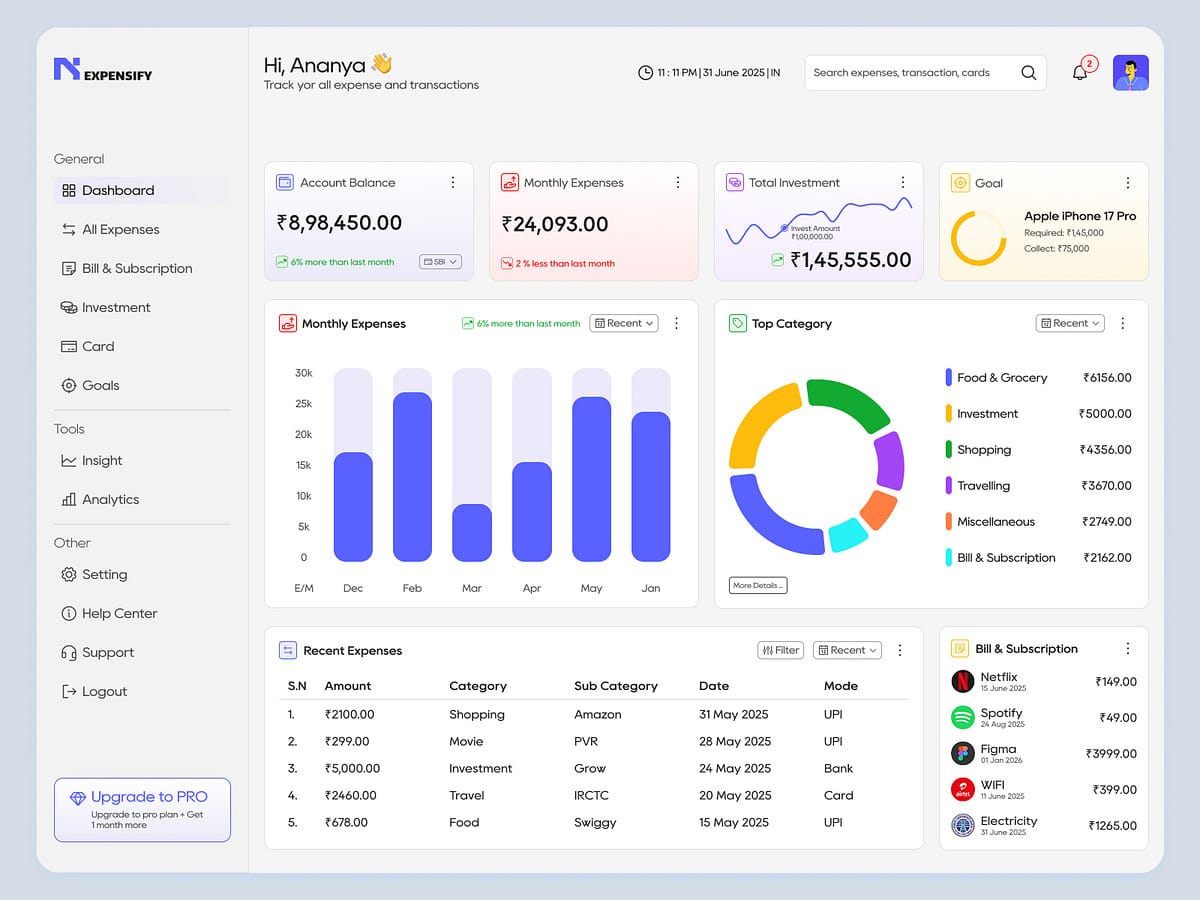 EXPENSIFY
Hi, Ananya 👋
Track yor all expense and transactions
11 : 11 PM | 31 June 2025 | IN
Search expenses, transaction, cards
2
General
Dashboard
All Expenses
Bill & Subscription
Investment
Card
Goals
Tools
Insight
Analytics
Other
Setting
Help Center
Support
Logout
Upgrade to PRO
Upgrade to pro plan + Get
1 month more
Account Balance
₹8,98,450.00
6% more than last month
SBI
Monthly Expenses
₹24,093.00
2 % less than last month
Total Investment
Invest Amount
₹1,00,000.00
₹1,45,555.00
Goal
Apple iPhone 17 Pro
Required: ₹1,45,000
Collect: ₹75,000
Monthly Expenses
6% more than last month
Recent
30k
25k
20k
15k
10k
5k
0
E/M Dec Feb Mar Apr May Jan
Top Category
Recent
Food & Grocery ₹6156.00
Investment ₹5000.00
Shopping ₹4356.00
Travelling ₹3670.00
Miscellaneous ₹2749.00
Bill & Subscription ₹2162.00
More Details ...
Recent Expenses
Filter
Recent
S.N Amount Category Sub Category Date Mode
1. ₹2100.00 Shopping Amazon 31 May 2025 UPI
2. ₹299.00 Movie PVR 28 May 2025 UPI
3. ₹5,000.00 Investment Grow 24 May 2025 Bank
4. ₹2460.00 Travel IRCTC 20 May 2025 Card
5. ₹678.00 Food Swiggy 15 May 2025 UPI
Bill & Subscription
Netflix ₹149.00
15 June 2025
Spotify ₹49.00
24 Aug 2025
Figma ₹3999.00
01 Jan 2026
airtel
WIFI ₹399.00
11 June 2025
Electricity ₹1265.00
31 June 2025